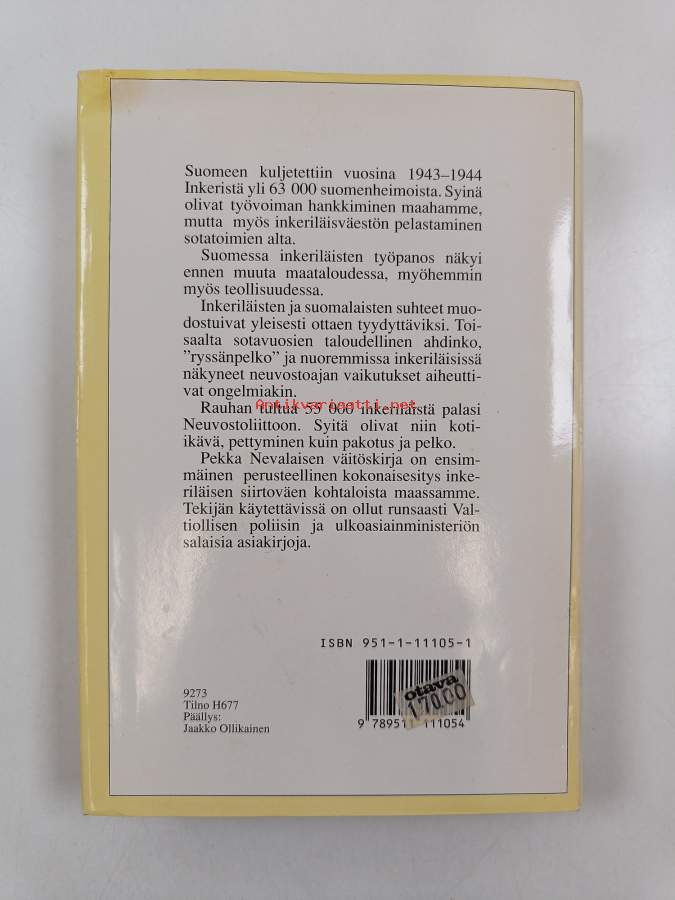 Suomeen kuljetettiin vuosina 1943–1944
Inkeristä yli 63 000 suomenheimoista. Syinä
olivat työvoiman hankkiminen maahamme,
mutta myös inkeriläisväestön pelastaminen
sotatoimien alta.
Suomessa inkeriläisten työpanos näkyi
ennen muuta maataloudessa, myöhemmin
myös teollisuudessa.
Inkeriläisten ja suomalaisten suhteet muo-
dostuivat yleisesti ottaen tyydyttäviksi. Toi-
saalta sotavuosien taloudellinen ahdinko,
”ryssänpelko” ja nuoremmissa inkeriläisissä
näkyneet neuvostoajan vaikutukset aiheutti-
vat ongelmiakin.
Antikvariaatti.net
Rauhan tultua 55 000 inkeriläistä palasi
Neuvostoliittoon. Syitä olivat niin koti-
ikävä, pettyminen kuin pakotus ja pelko.
Pekka Nevalaisen väitöskirja on ensim-
mäinen perusteellinen kokonaisesitys inke-
riläisen siirtoväen kohtaloista maassamme.
Tekijän käytettävissä on ollut runsaasti Val-
tiollisen poliisin ja ulkoasiainministeriön
salaisia asiakirjoja.
ISBN 951-1-11105-1
otava
170,00
9 789511 111054
9273
Tilno H677
Päällys:
Jaakko Ollikainen